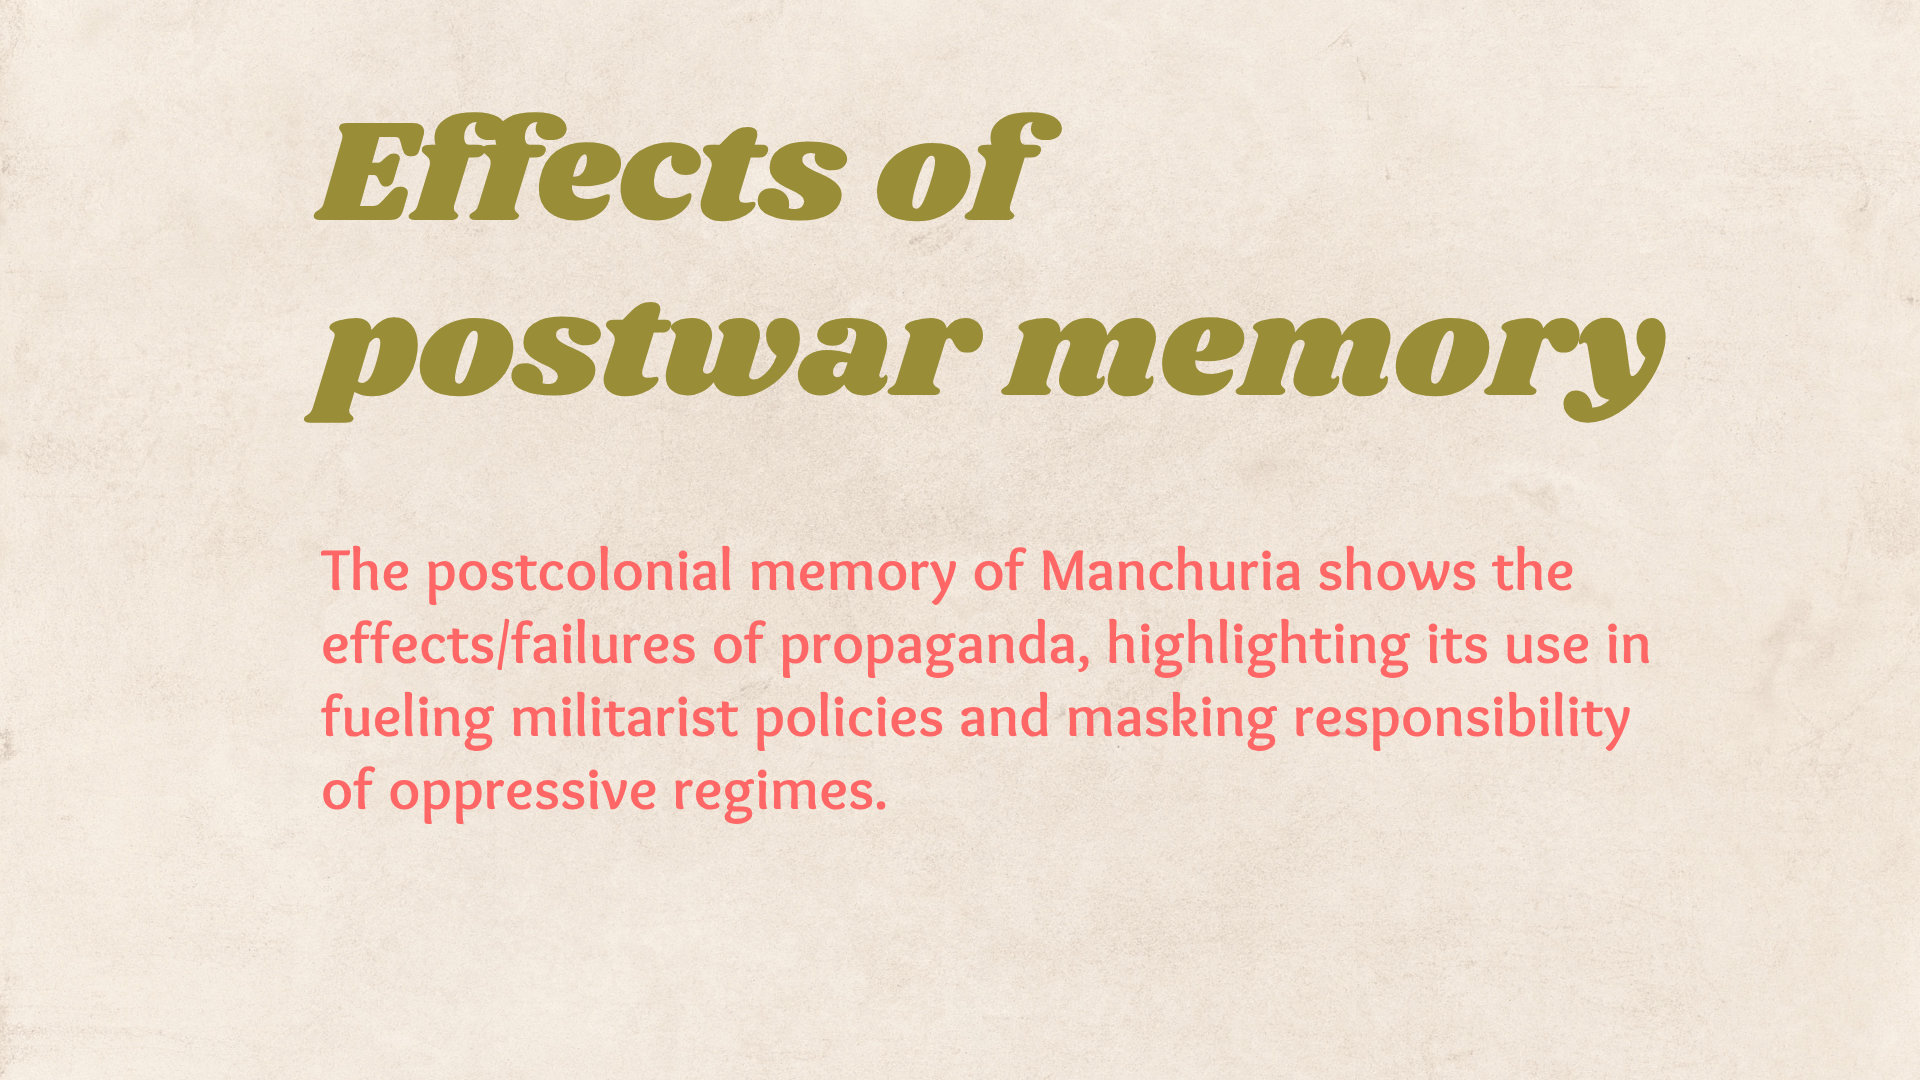 Effects of
postwar memory
The postcolonial memory of Manchuria shows the
effects/failures of propaganda, highlighting its use in
fueling militarist policies and masking responsibility
of oppressive regimes.